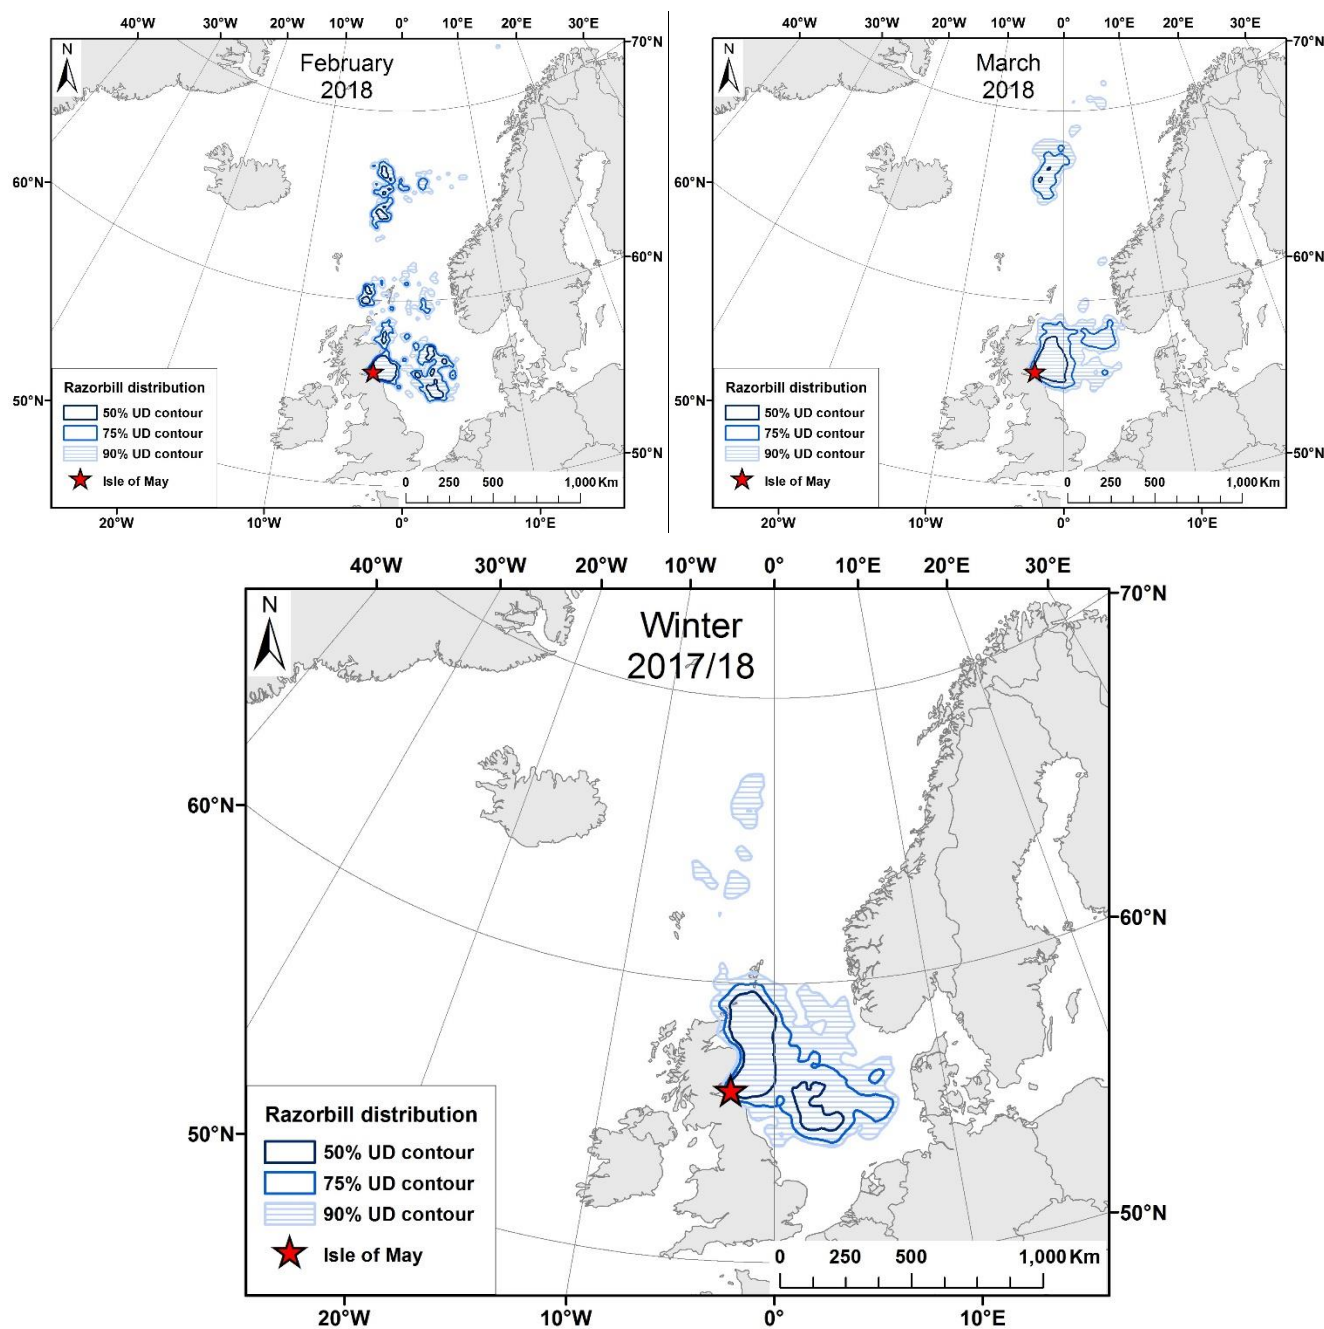 40°W 30°W 20°W 10°W 0° 10°E 20°E 30°E
N
February
2018
70°N
60°N
60°N
50°N
50°N
Razorbill distribution
50% UD contour
75% UD contour
90% UD contour
Isle of May
0 250 500 1,000 Km
20°W 10°W 0° 10°E
40°W 30°W 20°W 10°W 0° 10°E 20°E 30°E
N
March
2018
70°N
60°N
60°N
50°N
50°N
Razorbill distribution
50% UD contour
75% UD contour
90% UD contour
Isle of May
0 250 500 1,000 Km
20°W 10°W 0° 10°E
40°W 30°W 20°W 10°W 0° 10°E 20°E 30°E
N
Winter
2017/18
70°N
60°N
60°N
50°N
50°N
Razorbill distribution
50% UD contour
75% UD contour
90% UD contour
Isle of May
0 250 500 1,000 Km
20°W 10°W 0° 10°E